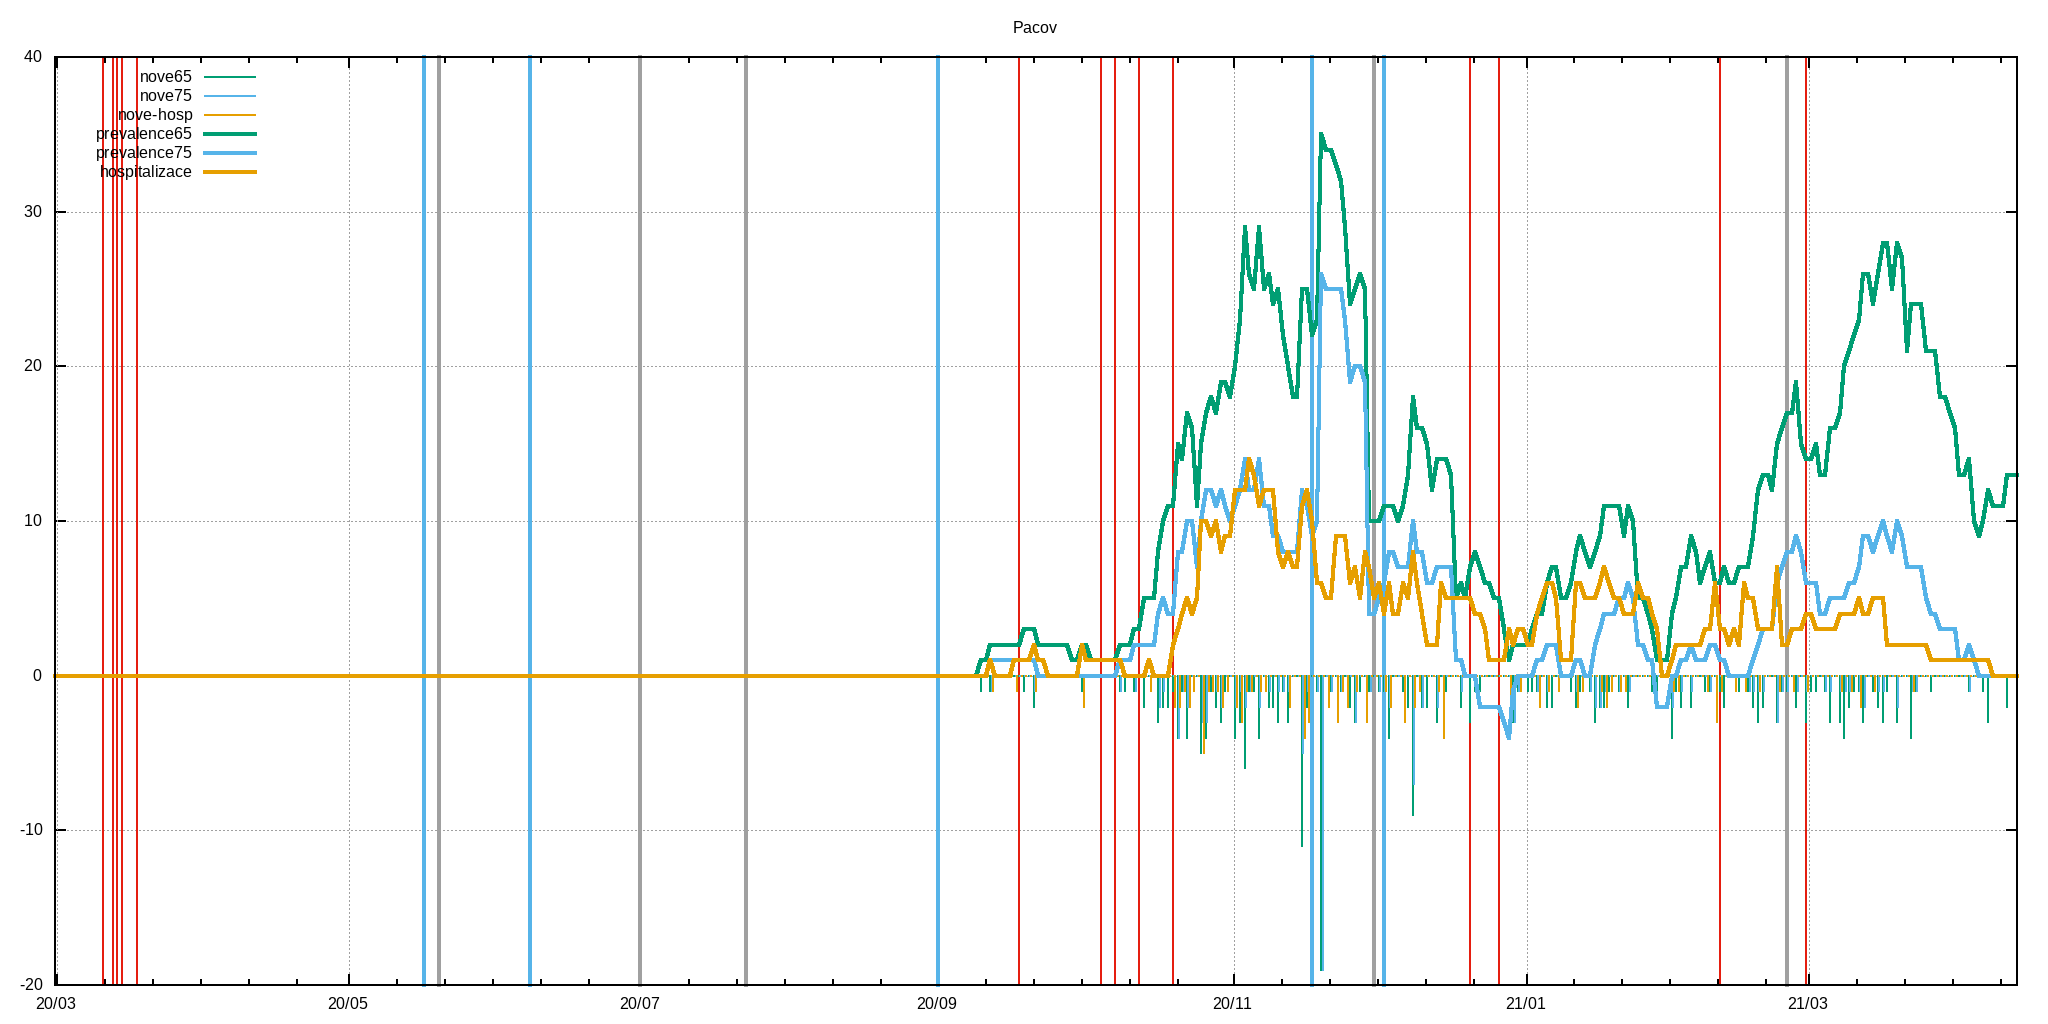 Pacov
40
nove65
nove75
nove-hosp
prevalence65
prevalence75
hospitalizace
30
20
10
0
-10
-20
20/03 20/05 20/07 20/09 20/11 21/01 21/03